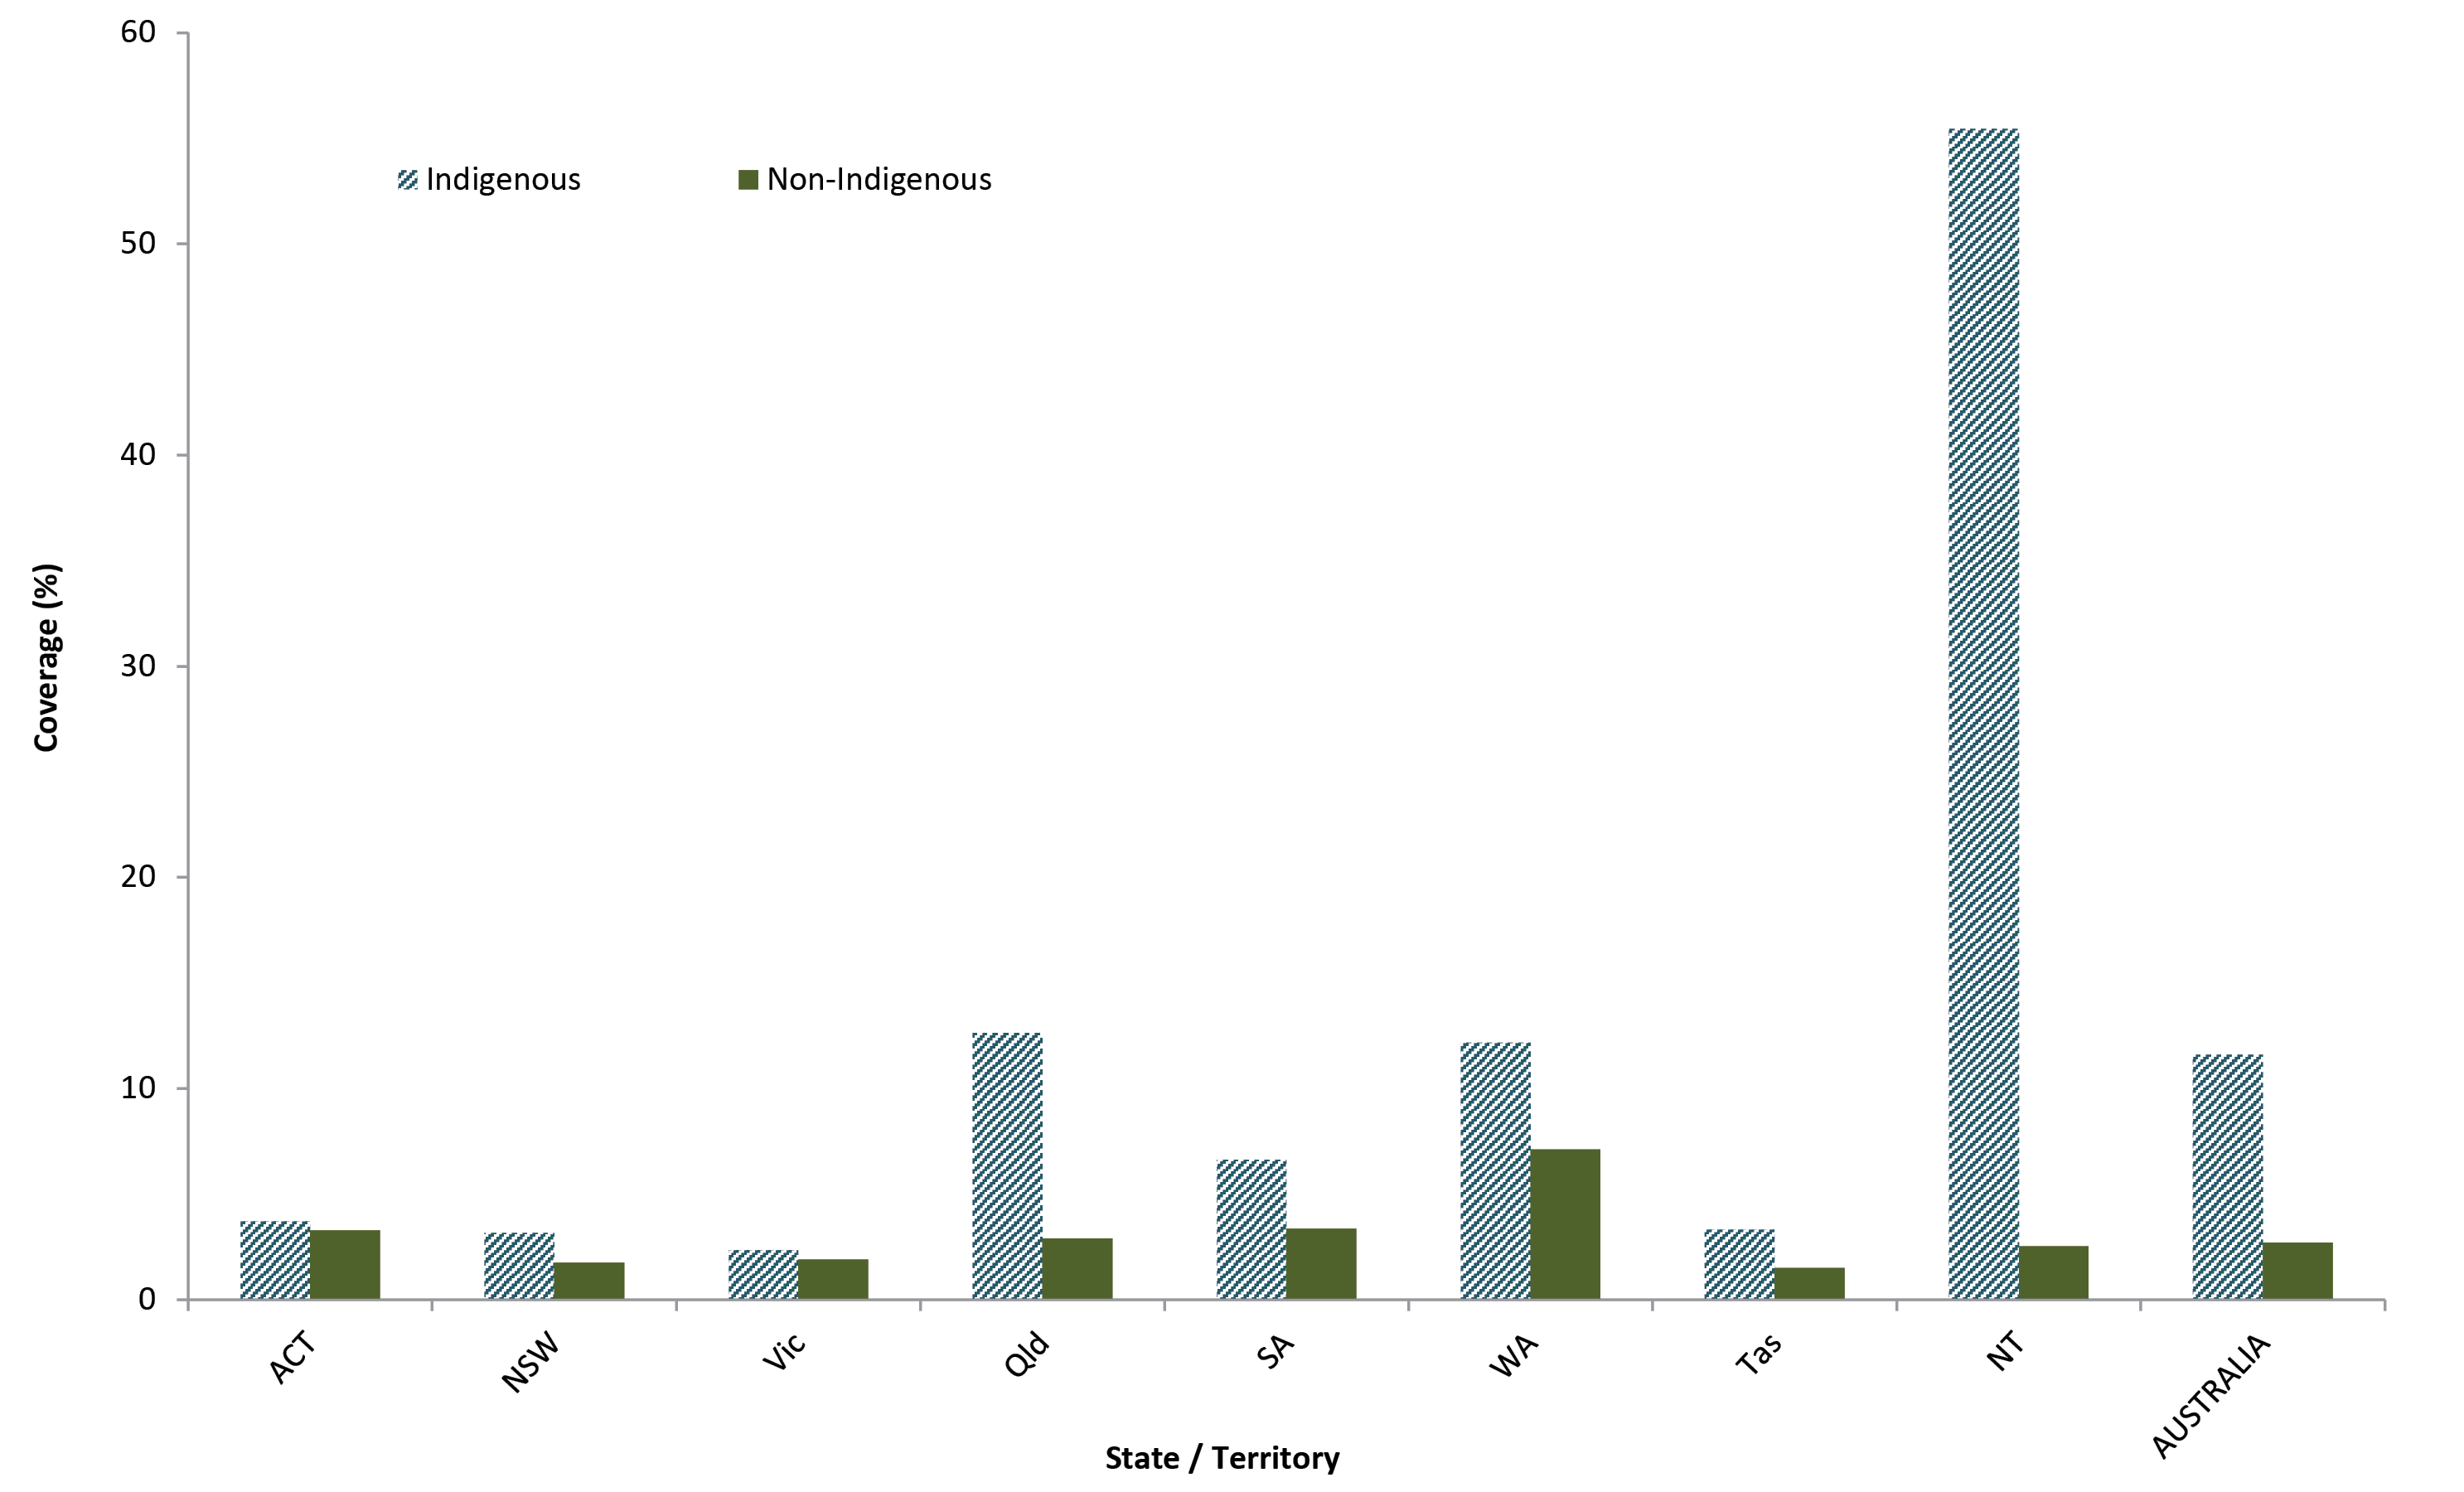 60
Indigenous
Non-Indigenous
50
40
Coverage (%)
30
20
10
0
ACT
NSW
Vic
Qld
SA
WA
Tas
NT
AUSTRALIA
State / Territory